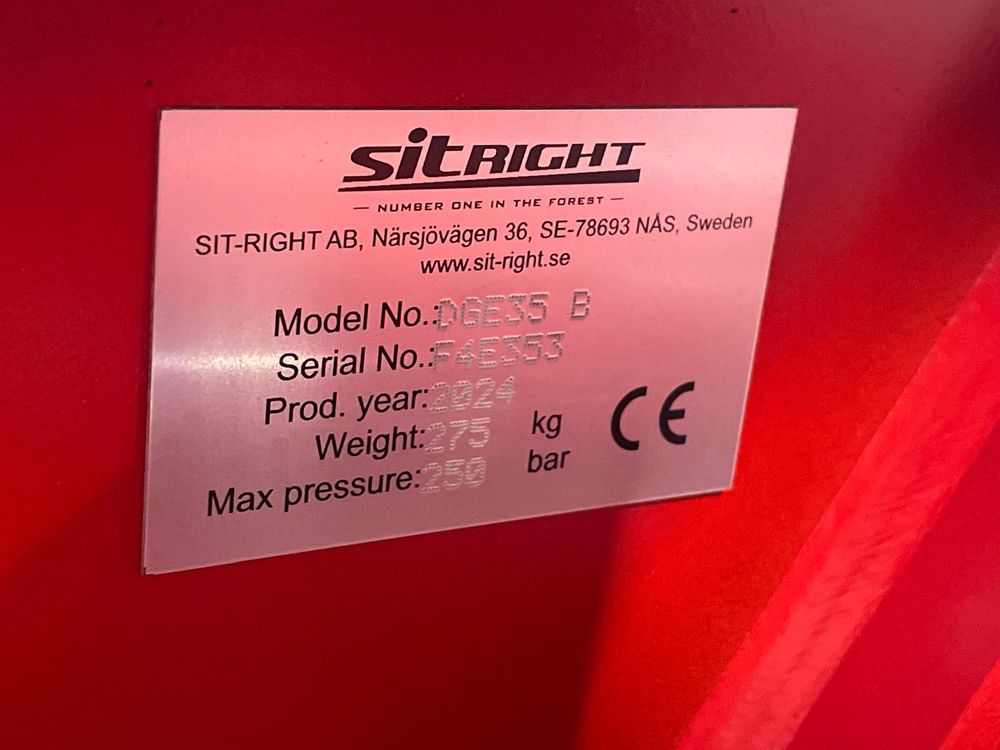 sitRIGHT
— NUMBER ONE IN THE FOREST —
SIT-RIGHT AB, Närsjövägen 36, SE-78693 NÅS, Sweden
www.sit-right.se
Model No.: DGE35 B
Serial No.: F4E353
Prod. year: 2024
Weight: 275 kg
Max pressure: 250 bar
CE